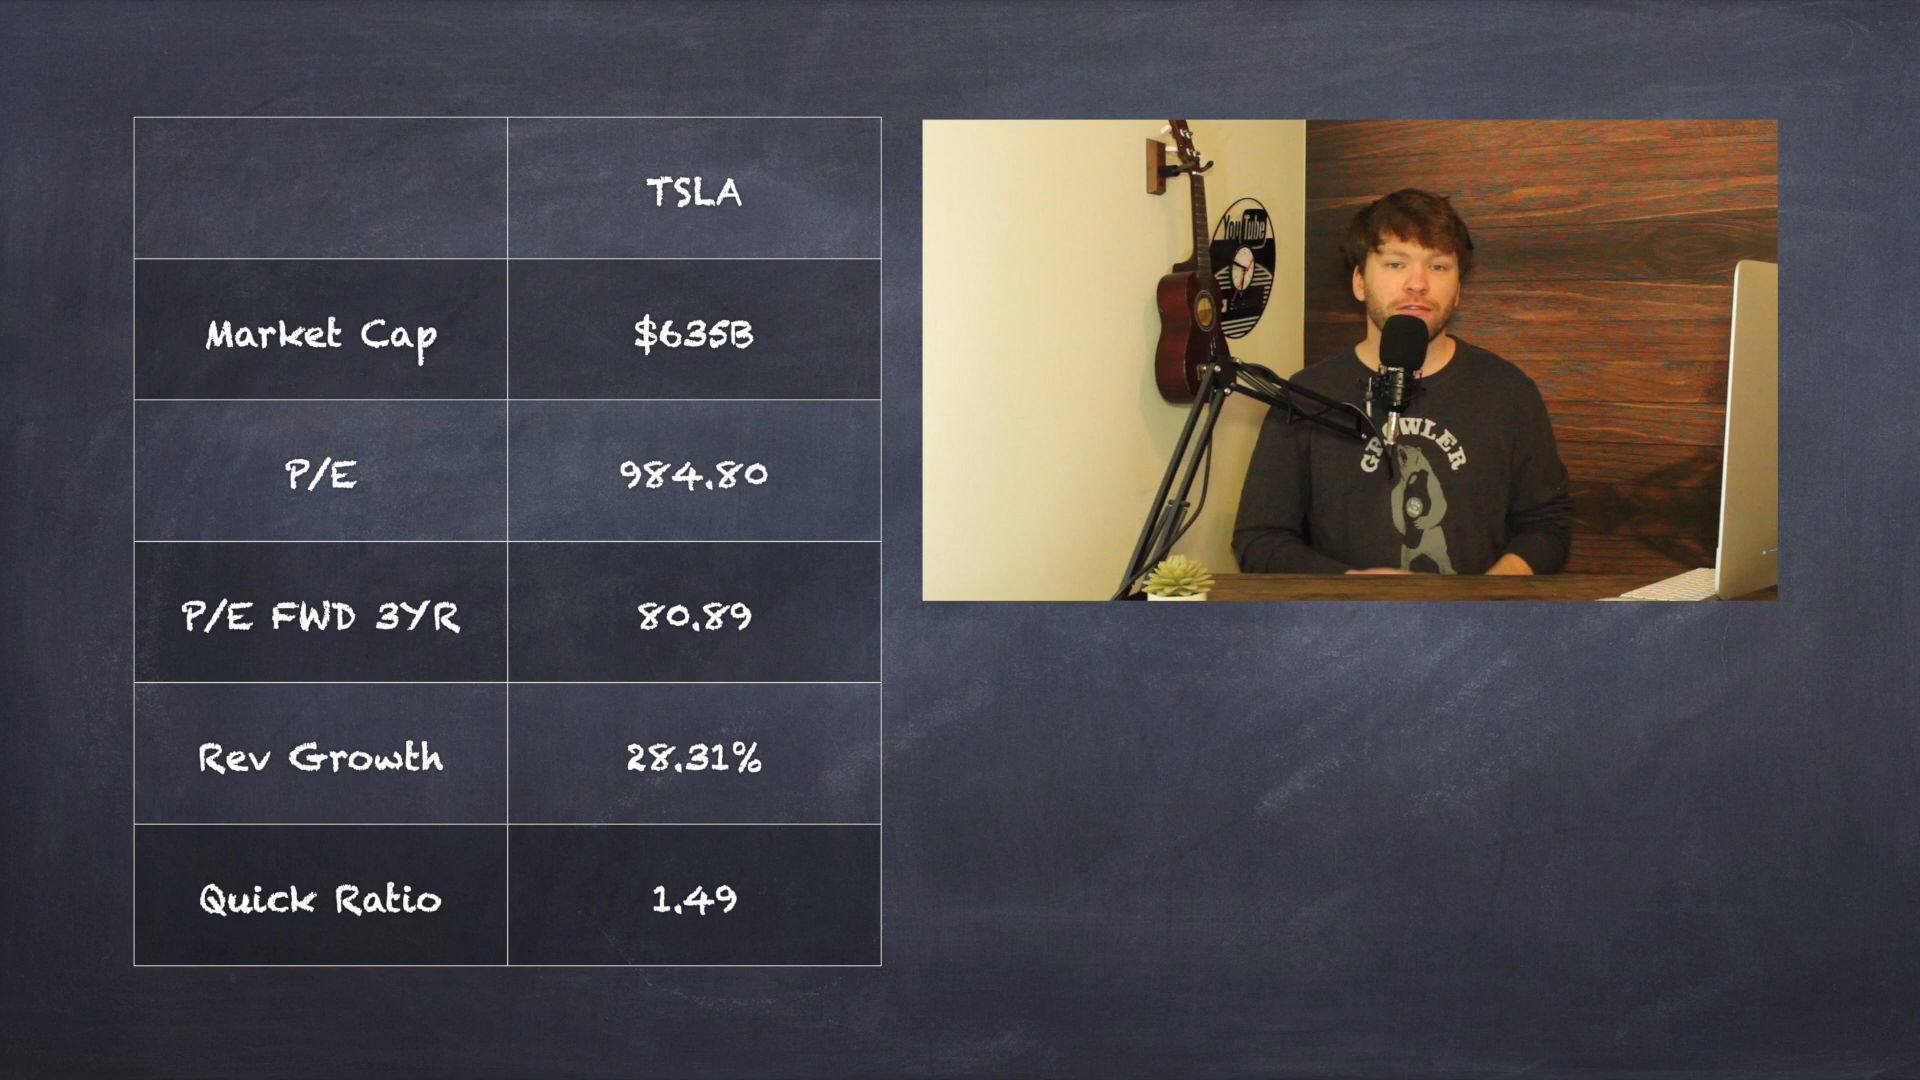 TSLA
Market Cap $635B
P/E 984.80
P/E FWD 3YR 80.89
Rev Growth 28.31%
Quick Ratio 1.49
YouTube
GROWLER